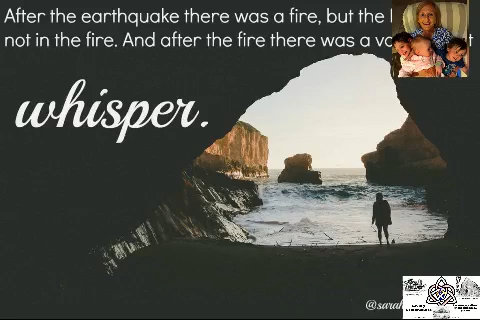 After the earthquake there was a fire, but the
not in the fire. And after the fire there was a
whisper.